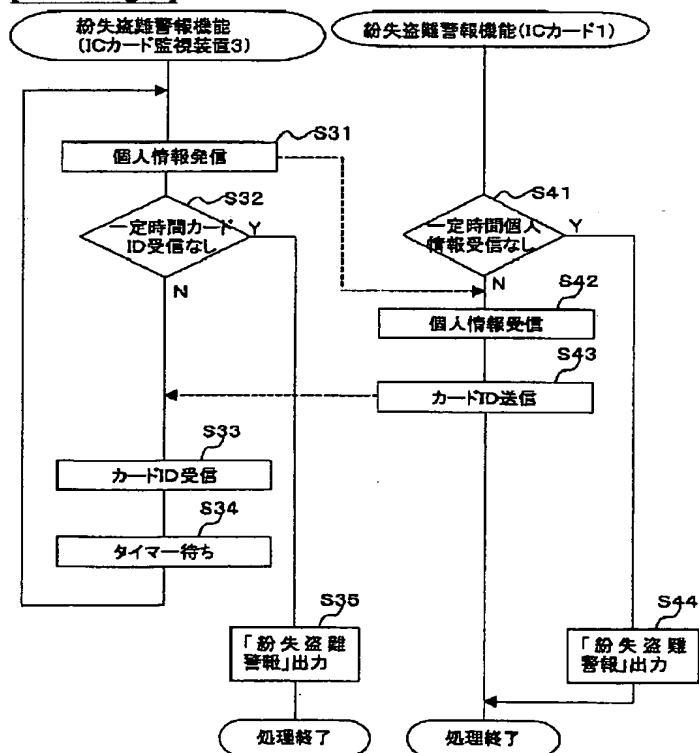 紛失盗難警報機能
(ICカード監視装置3)
紛失盗難警報機能(ICカード1)
S31
個人情報発信
S32
一定時間カード
ID受信なし
Y
N
S41
一定時間個人
情報受信なし
Y
N
S42
個人情報受信
S43
カードID送信
S33
カードID受信
S34
タイマー待ち
S35
「紛失盗難
警報」出力
S44
「紛失盗難
警報」出力
処理終了
処理終了